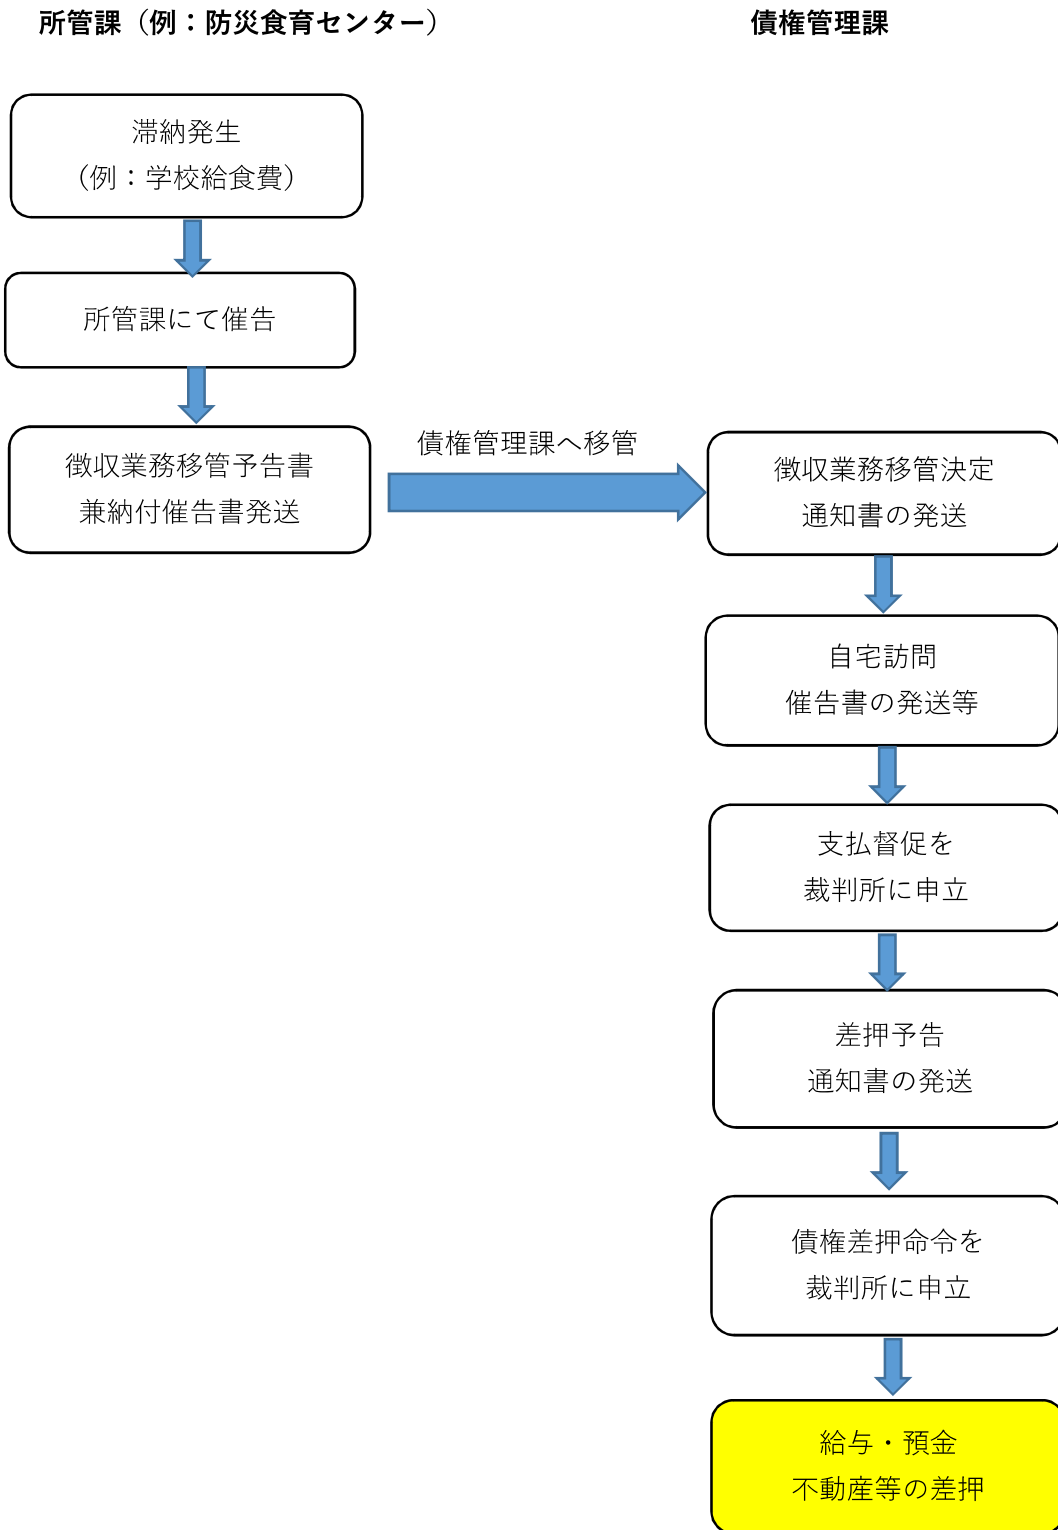 所管課（例：防災食育センター）
債権管理課
滞納発生
（例：学校給食費）
所管課にて催告
徴収業務移管予告書
兼納付催告書発送
債権管理課へ移管
徴収業務移管決定
通知書の発送
自宅訪問
催告書の発送等
支払督促を
裁判所に申立
差押予告
通知書の発送
債権差押命令を
裁判所に申立
給与・預金
不動産等の差押